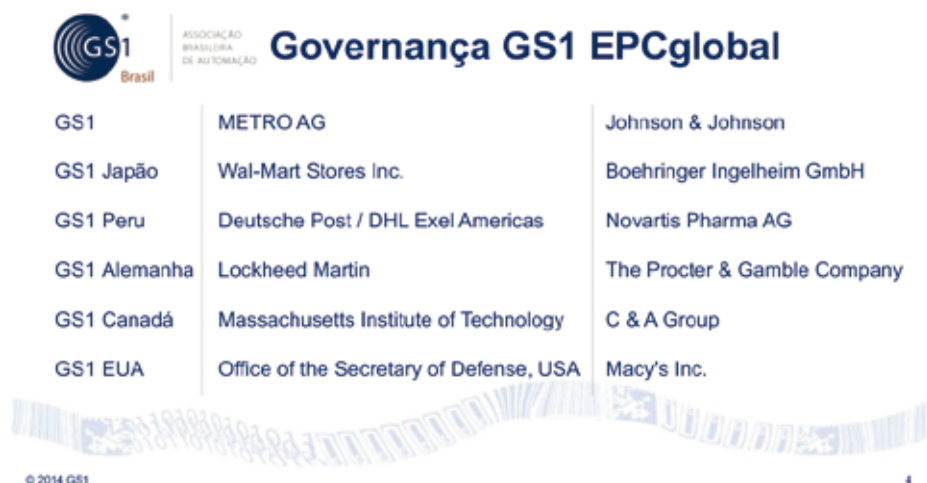 GS1
Brasil
ASSOCIAÇÃO
BRASILEIRA
DE AUTOMAÇÃO
Governança GS1 EPCglobal
GS1 METRO AG Johnson & Johnson
GS1 Japão Wal-Mart Stores Inc. Boehringer Ingelheim GmbH
GS1 Peru Deutsche Post / DHL Exel Americas Novartis Pharma AG
GS1 Alemanha Lockheed Martin The Procter & Gamble Company
GS1 Canadá Massachusetts Institute of Technology C & A Group
GS1 EUA Office of the Secretary of Defense, USA Macy's Inc.
© 2014 GS1 4